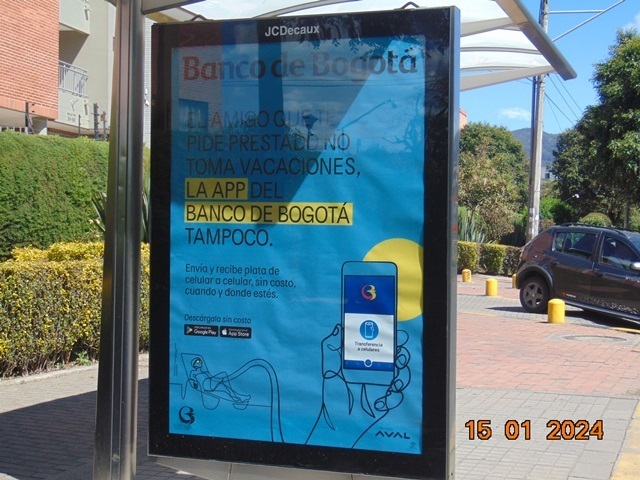 JCDecaux
Banco de Bogotá
EL AMIGO QUE TE
PIDE PRESTADO NO
TOMA VACACIONES,
LA APP DEL
BANCO DE BOGOTÁ
TAMPOCO.
Envía y recibe plata de
celular a celular, sin costo,
cuando y donde estés.
Descárgala sin costo
Google Play
App Store
Transferencia
a celulares
AVAL
15 01 2024